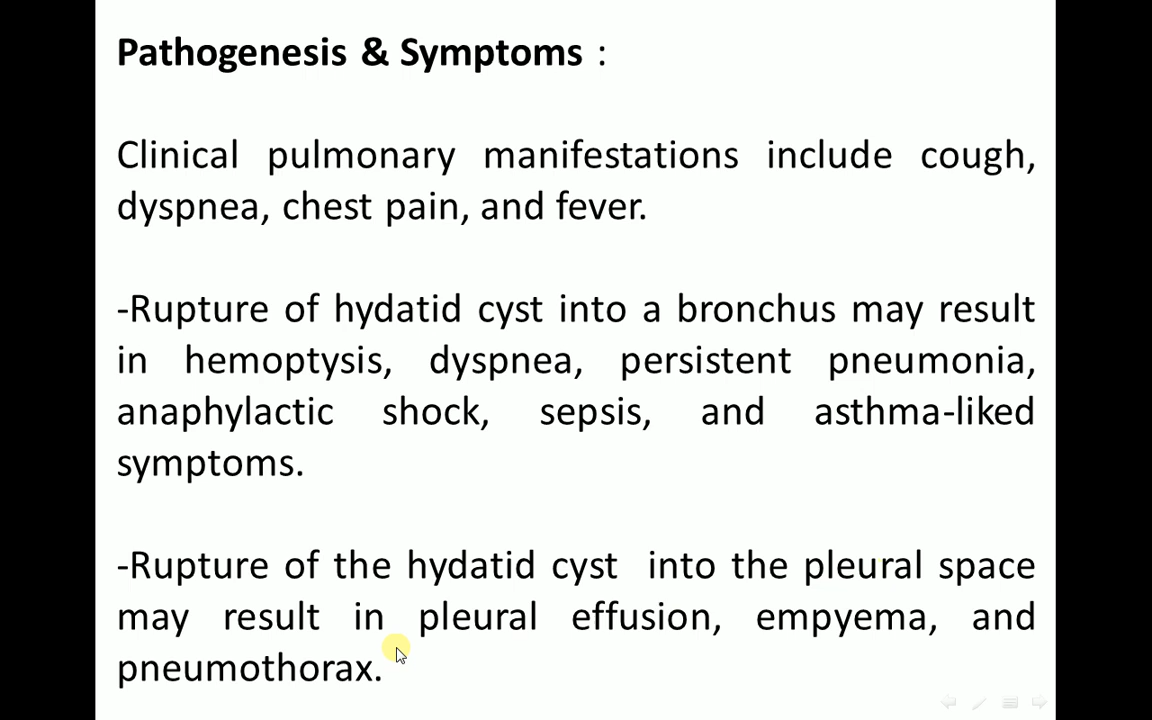 Pathogenesis & Symptoms :
Clinical pulmonary manifestations include cough,
dyspnea, chest pain, and fever.
-Rupture of hydatid cyst into a bronchus may result
in hemoptysis, dyspnea, persistent pneumonia,
anaphylactic shock, sepsis, and asthma-liked
symptoms.
-Rupture of the hydatid cyst into the pleural space
may result in pleural effusion, empyema, and
pneumothorax.